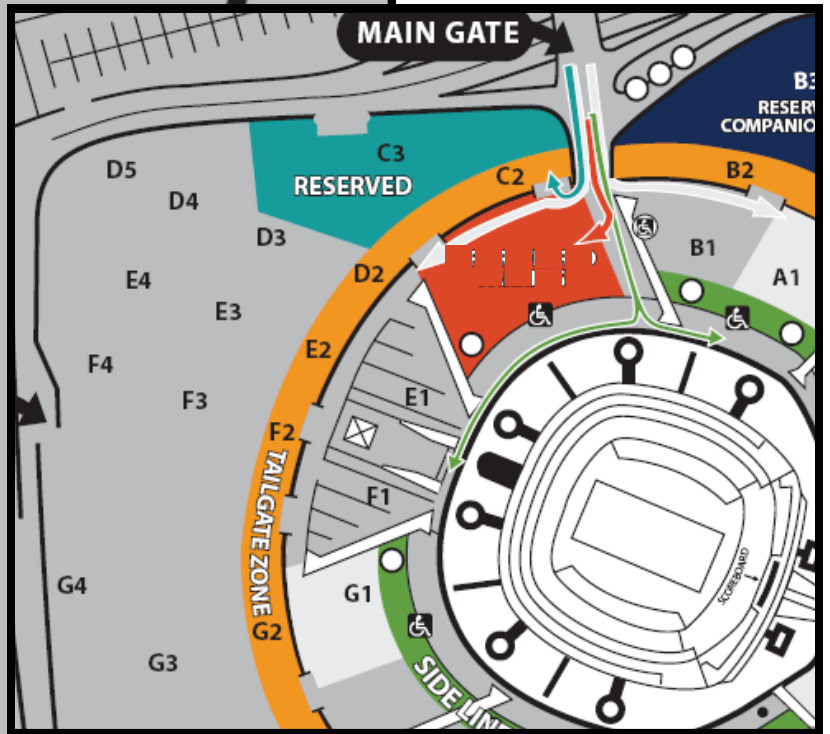 MAIN GATE
B3
RESER
COMPANIO
C3
RESERVED
D5
D4
C2
B2
D3
B1
D2
A1
E4
E3
E2
F4
F3
E1
F2
TAILGATE ZONE
F1
G4
G1
SCOREBOARD
G2
G3
SIDE LIN